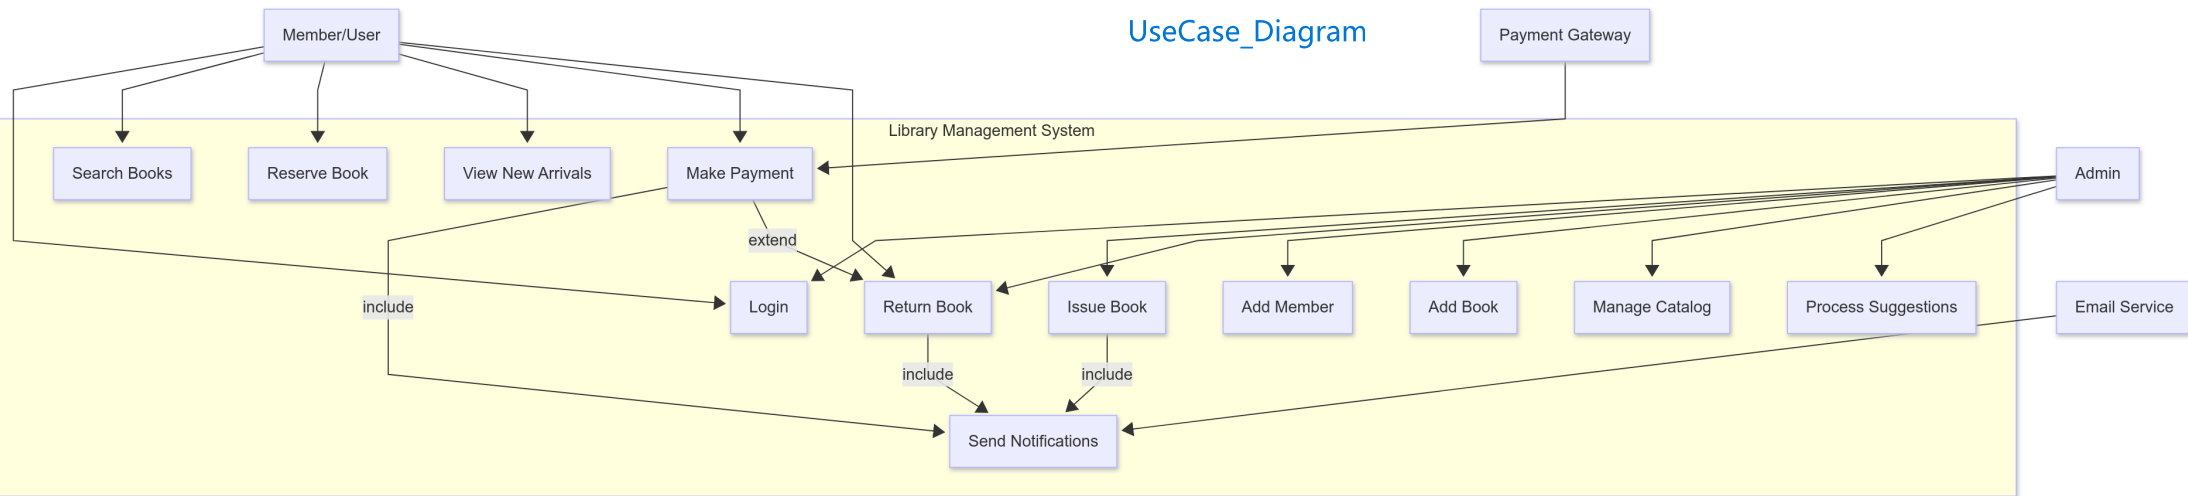 Member/User
UseCase_Diagram
Payment Gateway
Library Management System
Search Books
Reserve Book
View New Arrivals
Make Payment
Admin
extend
include
Login
Return Book
Issue Book
Add Member
Add Book
Manage Catalog
Process Suggestions
Email Service
include
include
Send Notifications